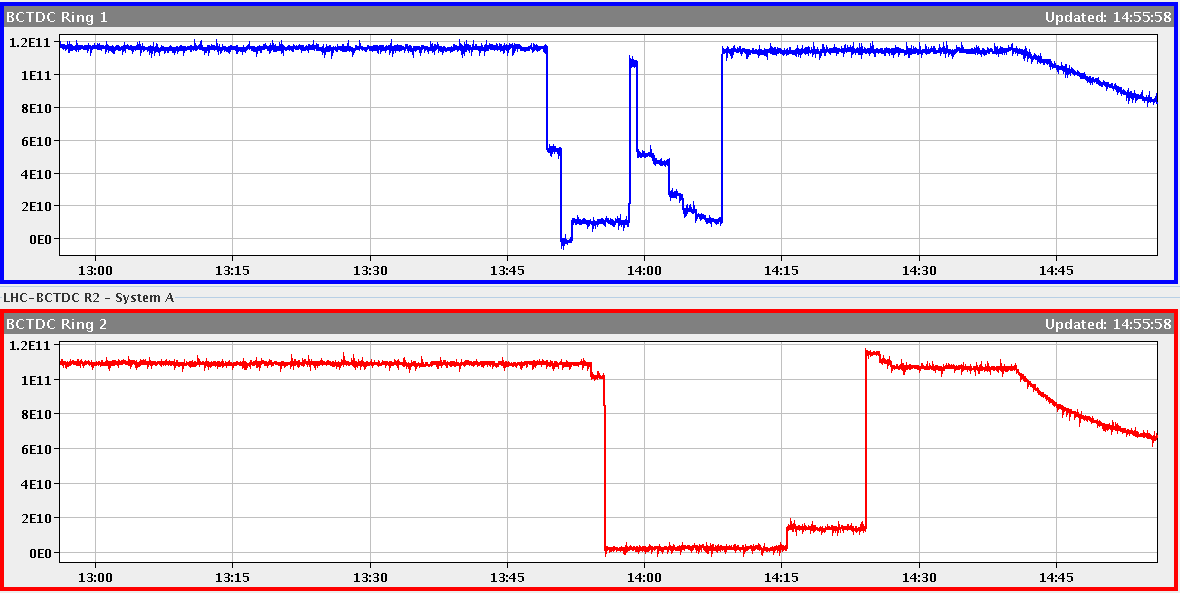 BCTDC Ring 1 Updated: 14:55:58
1.2E11
1E11
8E10
6E10
4E10
2E10
0E0
13:00 13:15 13:30 13:45 14:00 14:15 14:30 14:45
LHC-BCTDC R2 - System A
BCTDC Ring 2 Updated: 14:55:58
1.2E11
1E11
8E10
6E10
4E10
2E10
0E0
13:00 13:15 13:30 13:45 14:00 14:15 14:30 14:45